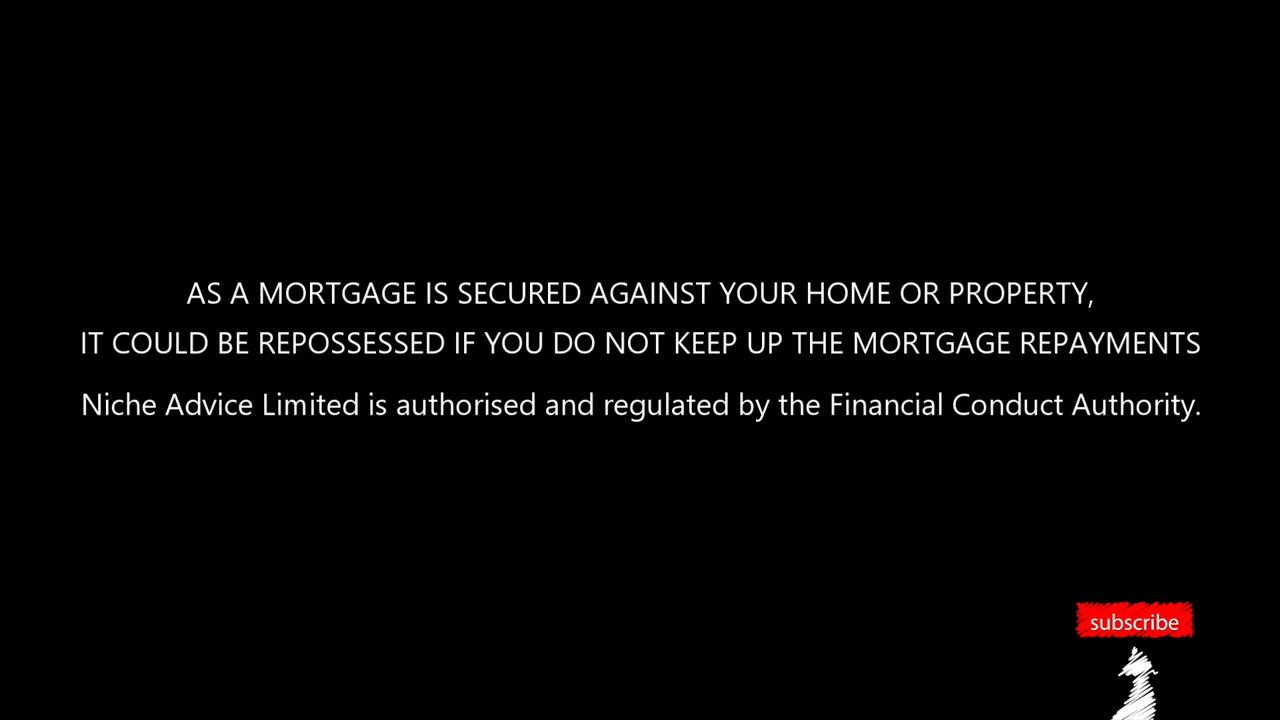 AS A MORTGAGE IS SECURED AGAINST YOUR HOME OR PROPERTY,
IT COULD BE REPOSSESSED IF YOU DO NOT KEEP UP THE MORTGAGE REPAYMENTS
Niche Advice Limited is authorised and regulated by the Financial Conduct Authority.
subscribe